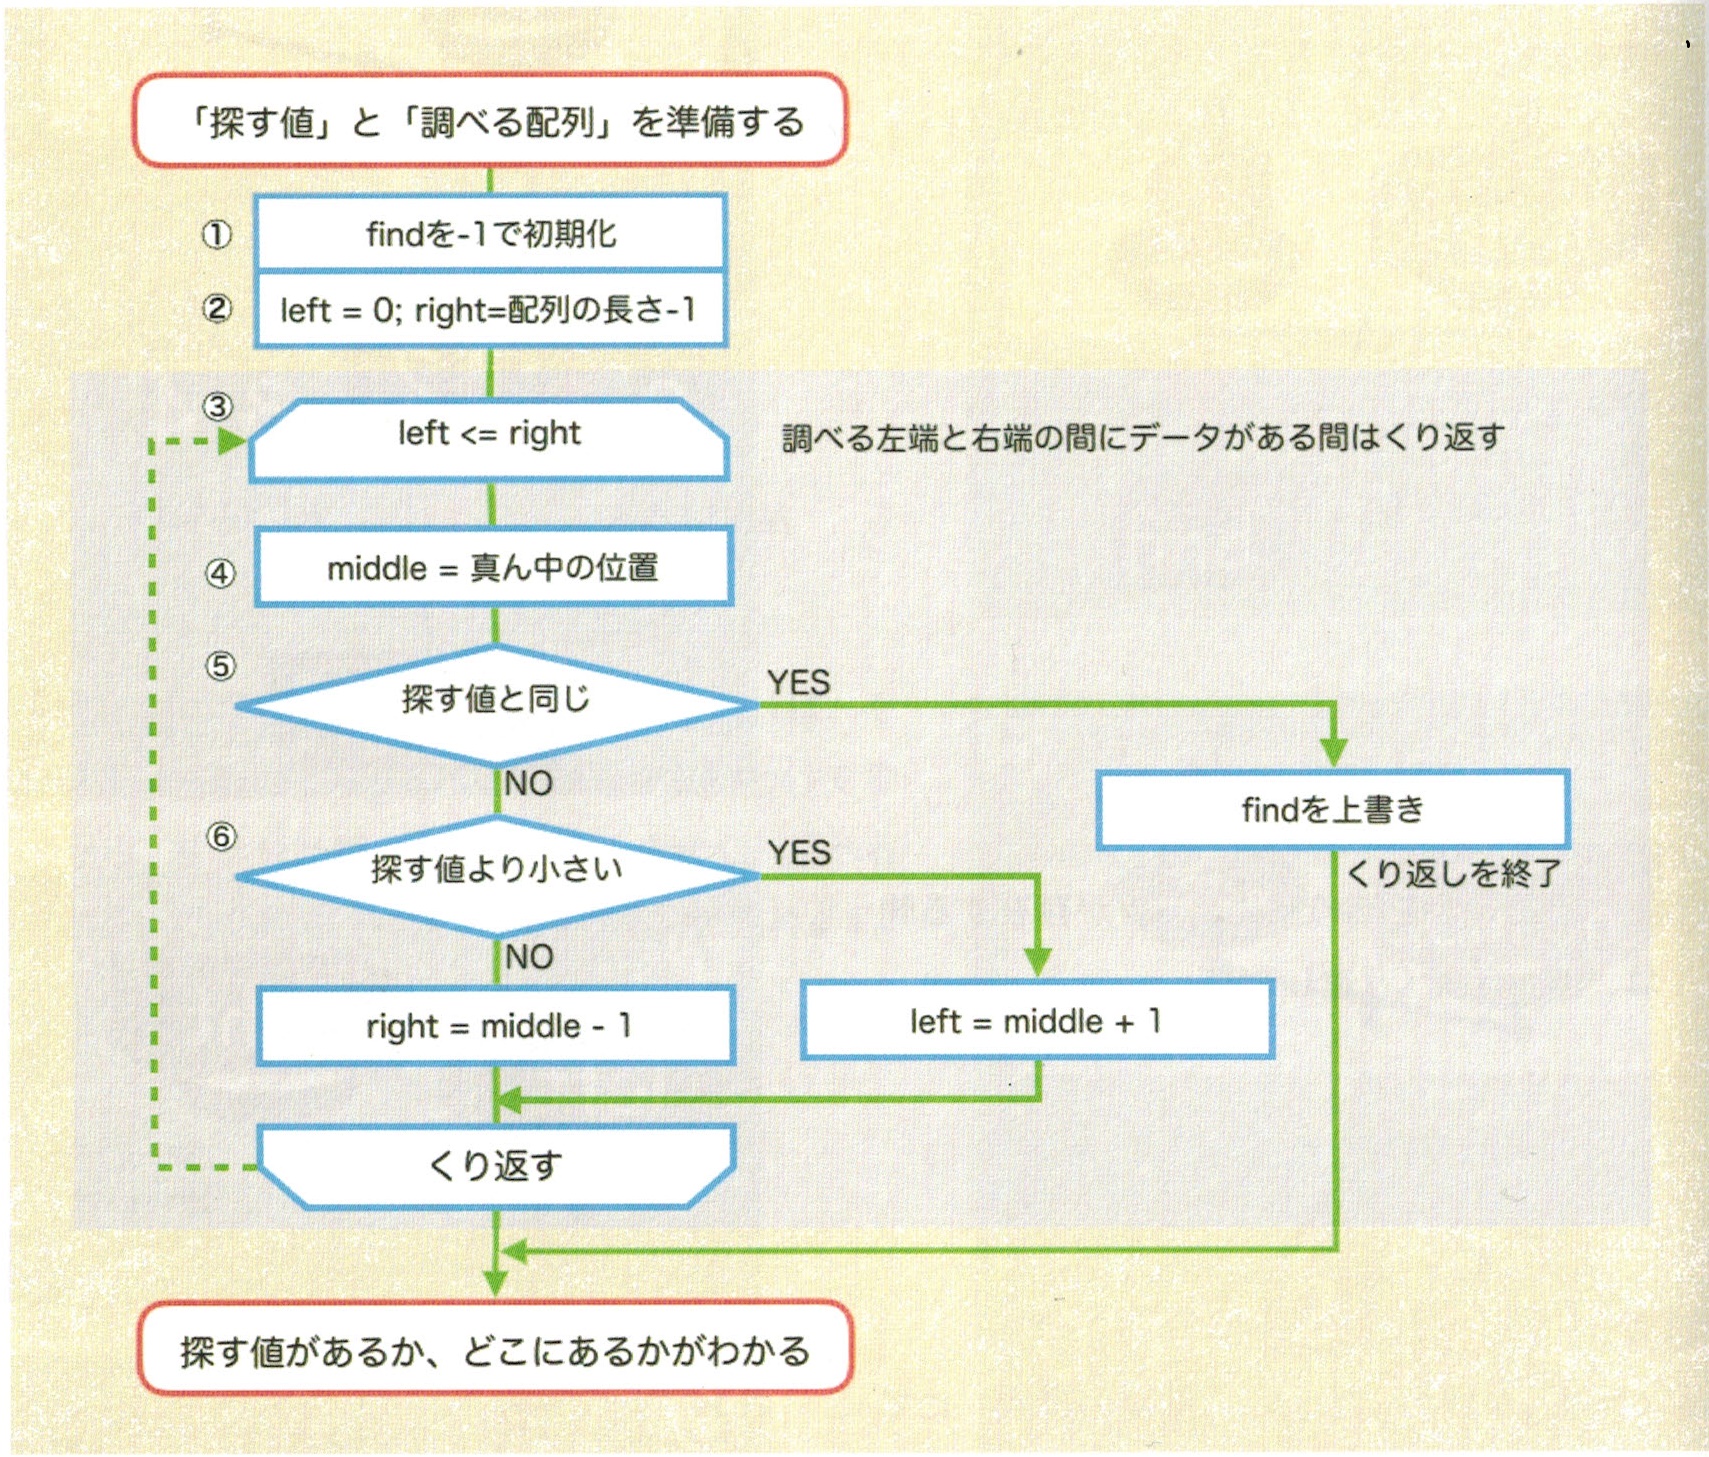 「探す値」と「調べる配列」を準備する
① findを-1で初期化
② left = 0; right=配列の長さ-1
③ left <= right
調べる左端と右端の間にデータがある間はくり返す
④ middle = 真ん中の位置
⑤ 探す値と同じ
YES
NO
findを上書き
くり返しを終了
⑥ 探す値より小さい
YES
NO
right = middle - 1
left = middle + 1
くり返す
探す値があるか、どこにあるかがわかる